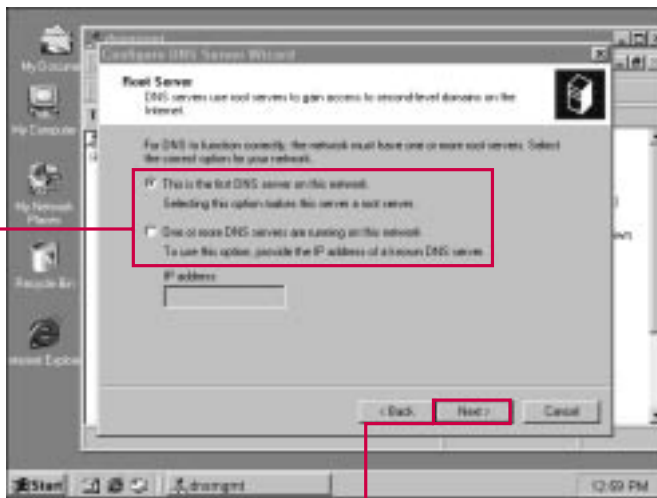 dnsmgmt
Configure DNS Server Wizard
Root Server
DNS servers use root servers to gain access to second-level domains on the
Internet.
For DNS to function correctly, the network must have one or more root servers. Select
the correct option for your network.
This is the first DNS server on this network.
Selecting this option makes this server a root server.
One or more DNS servers are running on this network
To use this option, provide the IP address of a known DNS server.
IP address
< Back
Next >
Cancel
My Docume
My Computer
My Network
Places
Recycle Bin
nternet Explore
Start
dnsmgmt
12:59 PM